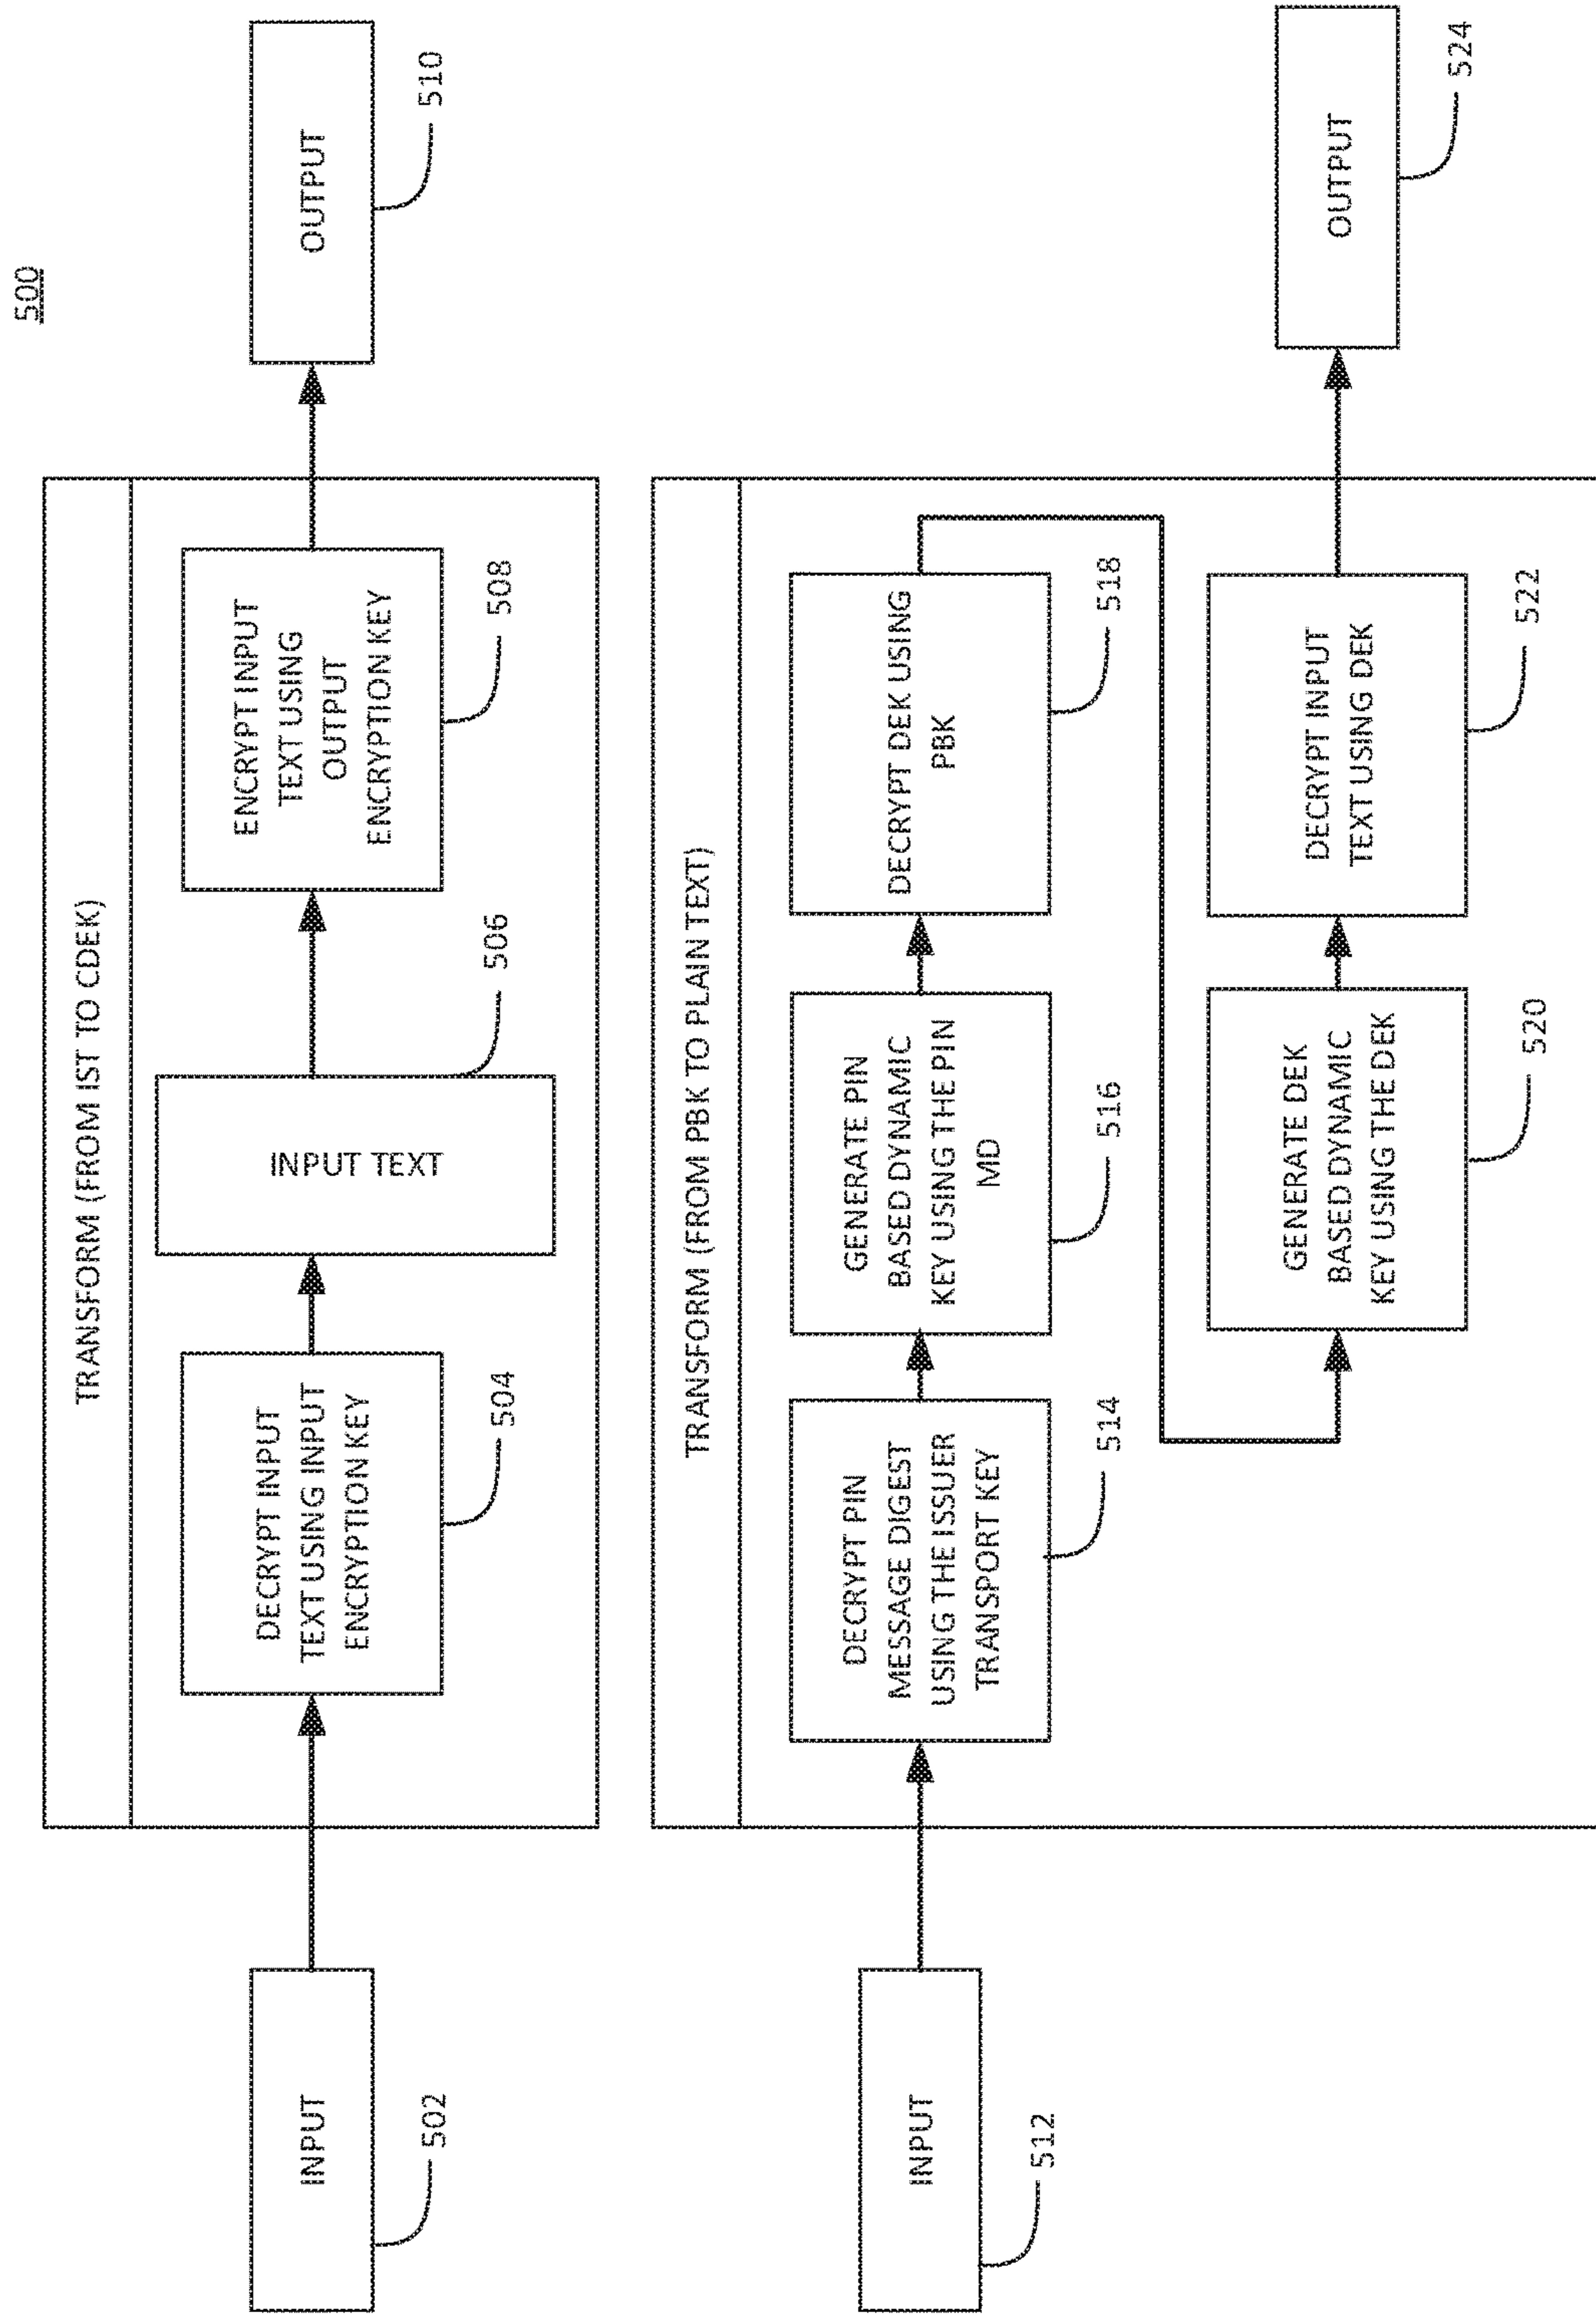 500
TRANSFORM (FROM IST TO CDEK)
INPUT
502
DECRYPT INPUT
TEXT USING INPUT
ENCRYPTION KEY
504
INPUT TEXT
506
ENCRYPT INPUT
TEXT USING
OUTPUT
ENCRYPTION KEY
508
OUTPUT
510
TRANSFORM (FROM PBK TO PLAIN TEXT)
INPUT
512
DECRYPT PIN
MESSAGE DIGEST
USING THE ISSUER
TRANSPORT KEY
514
GENERATE PIN
BASED DYNAMIC
KEY USING THE PIN
MD
516
DECRYPT DEK USING
PBK
518
GENERATE DEK
BASED DYNAMIC
KEY USING THE DEK
520
DECRYPT INPUT
TEXT USING DEK
522
OUTPUT
524